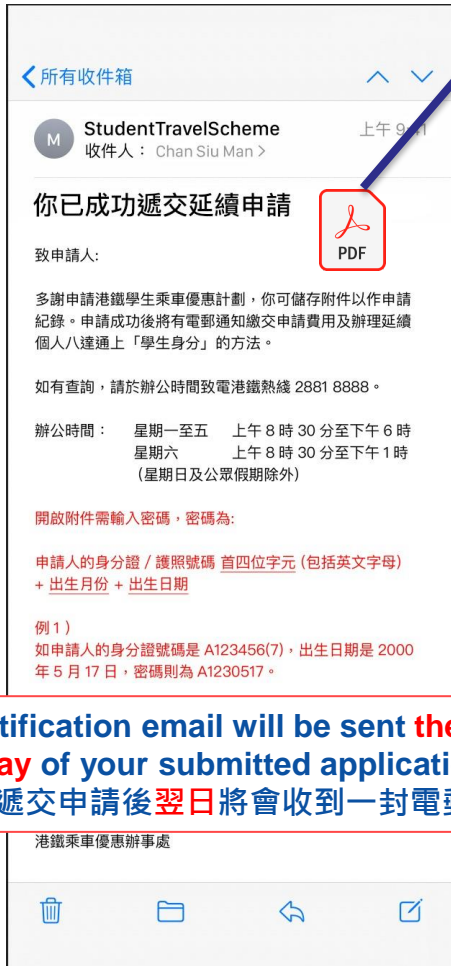 所有收件箱
M
StudentTravelScheme
上午 9:41
收件人: Chan Siu Man >
你已成功遞交延續申請
PDF
致申請人:
多謝申請港鐵學生乘車優惠計劃,你可儲存附件以作申請
紀錄。申請成功後將有電郵通知繳交申請費用及辦理延續
個人八達通上「學生身分」的方法。
如有查詢,請於辦公時間致電港鐵熱綫 2881 8888。
辦公時間: 星期一至五 上午 8 時 30 分至下午 6 時
星期六 上午 8 時 30 分至下午 1 時
(星期日及公眾假期除外)
開啟附件需輸入密碼,密碼為:
申請人的身分證 / 護照號碼 首四位字元 (包括英文字母)
+ 出生月份 + 出生日期
例 1 )
如申請人的身分證號碼是 A123456(7),出生日期是 2000
年 5 月 17 日,密碼則為 A1230517。
tification email will be sent the
ay of your submitted applicati
遞交申請後翌日將會收到一封電郵
港鐵乘車優惠辦事處